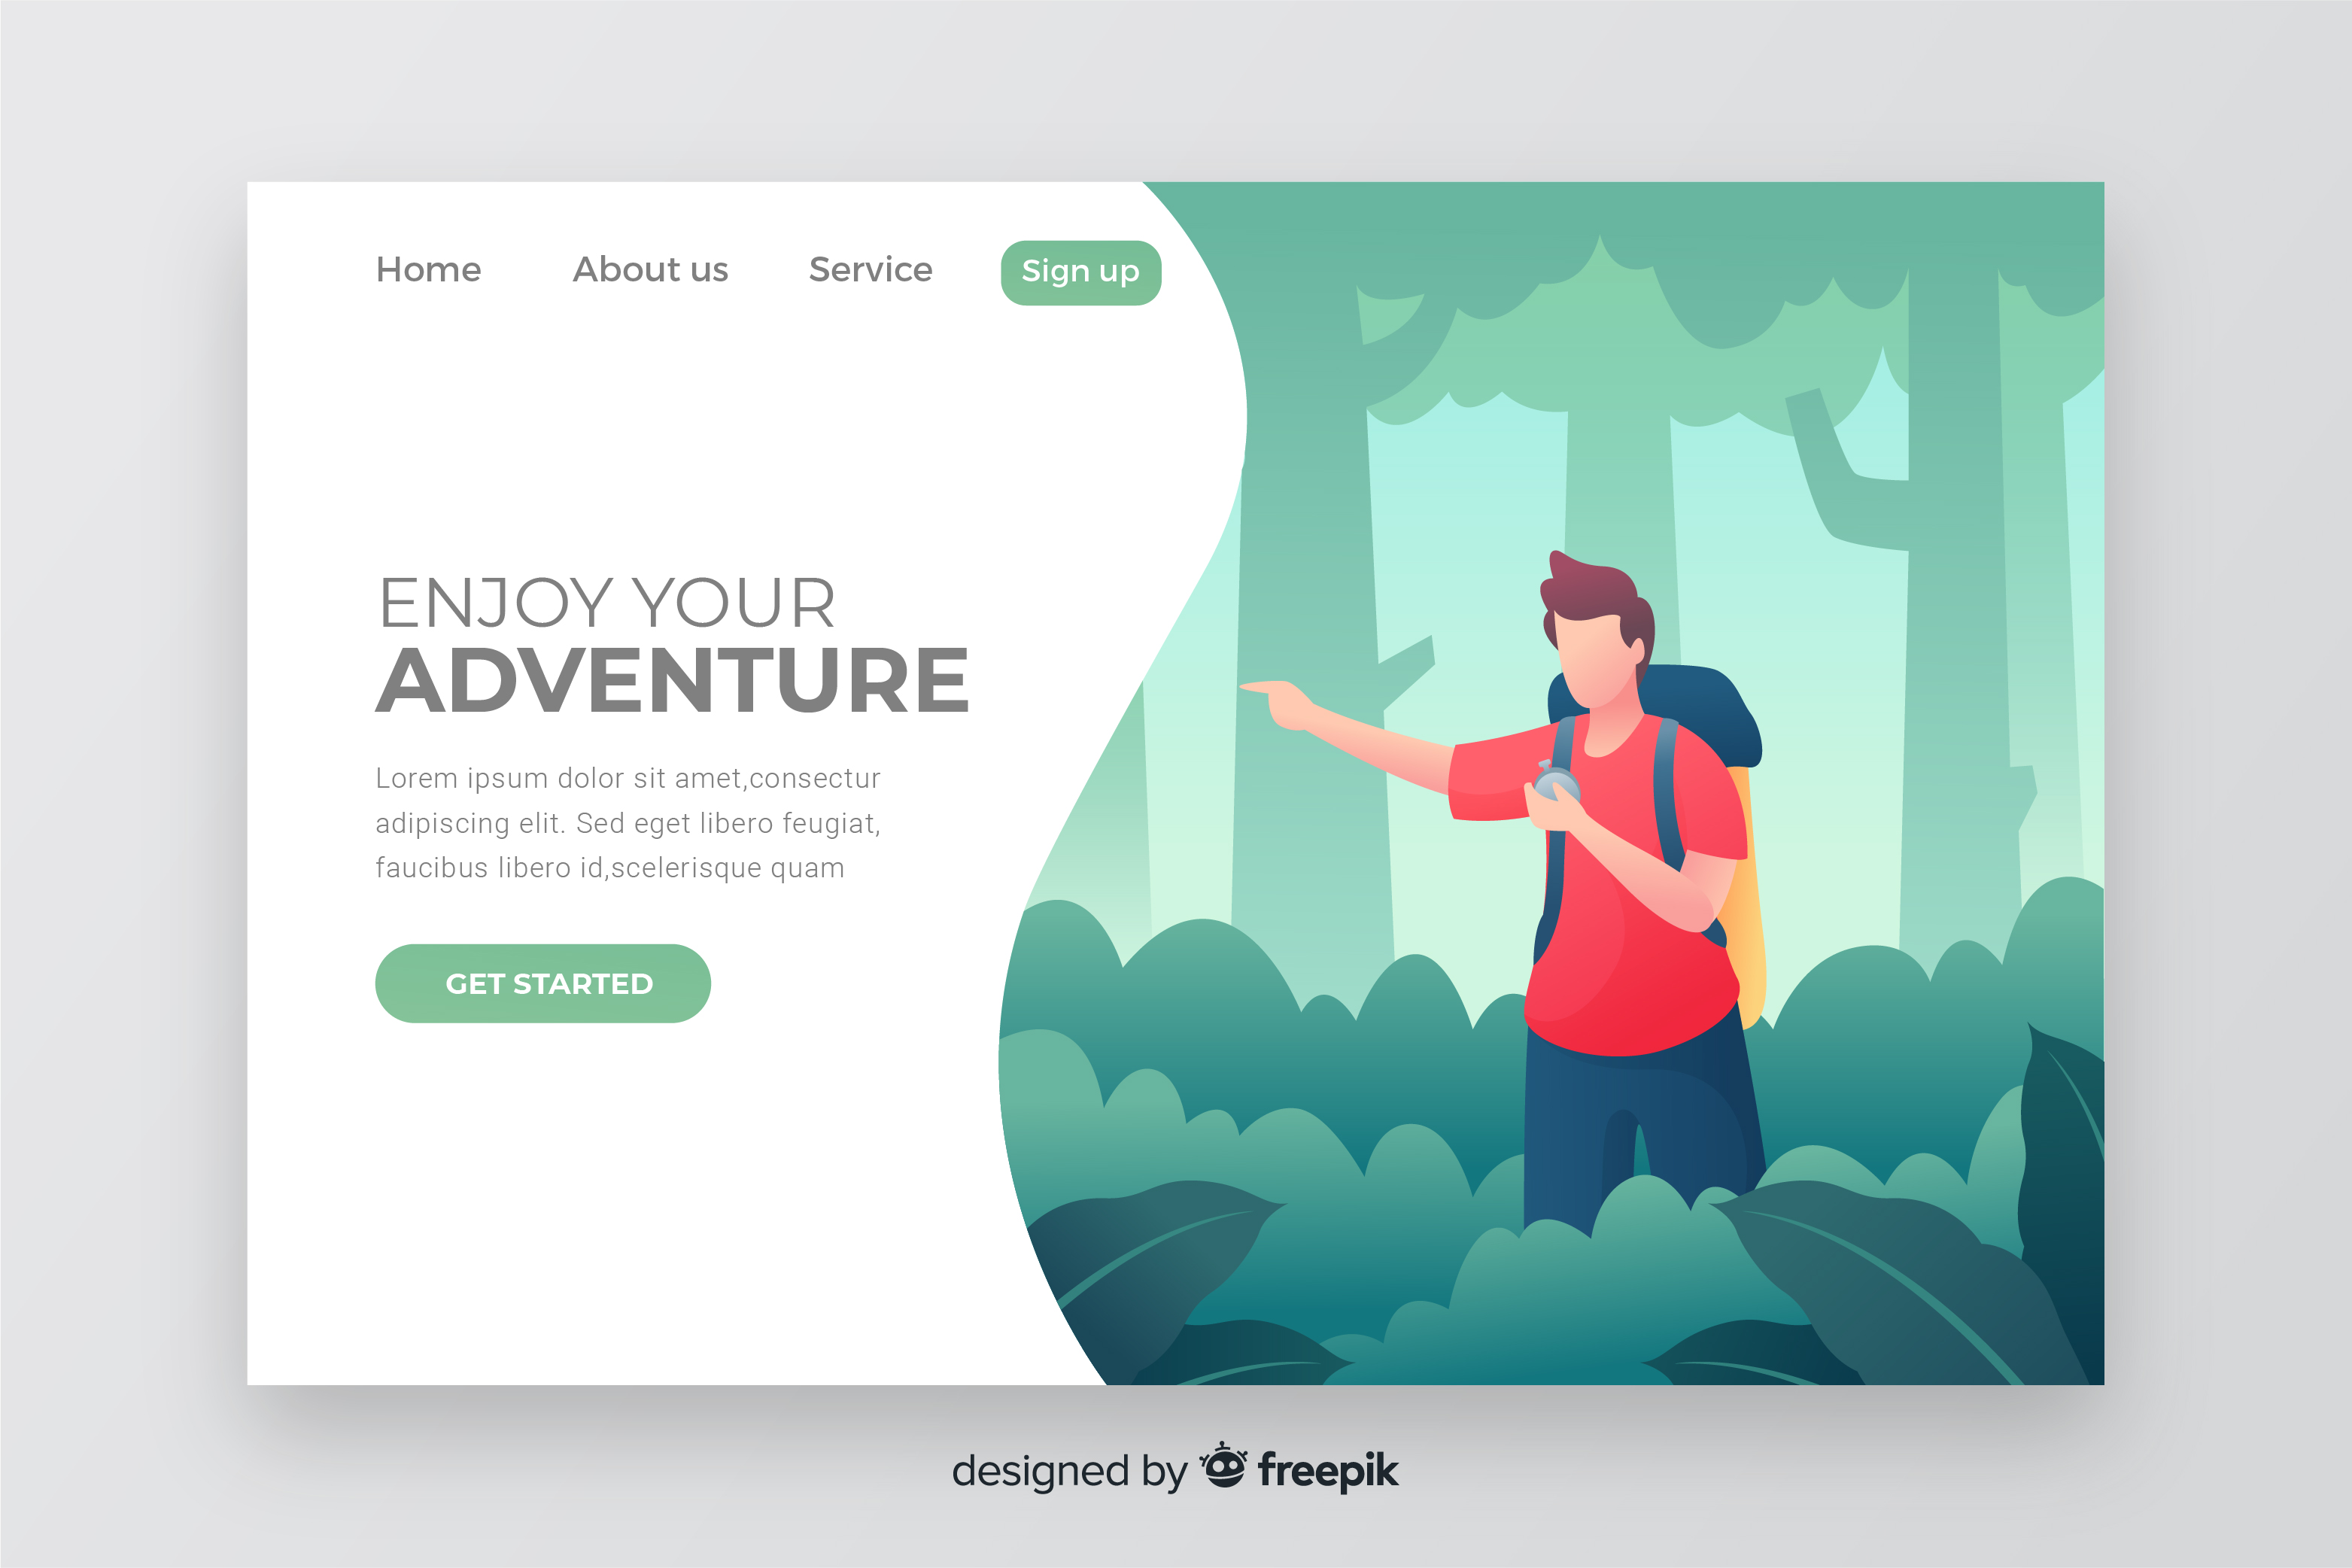 Home About us Service Sign up
ENJOY YOUR
ADVENTURE
Lorem ipsum dolor sit amet,consectur
adipiscing elit. Sed eget libero feugiat,
faucibus libero id,scelerisque quam
GET STARTED
designed by freepik